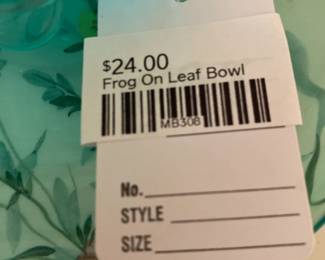 $24.00
Frog On Leaf Bowl
MB308
No.
STYLE
SIZE